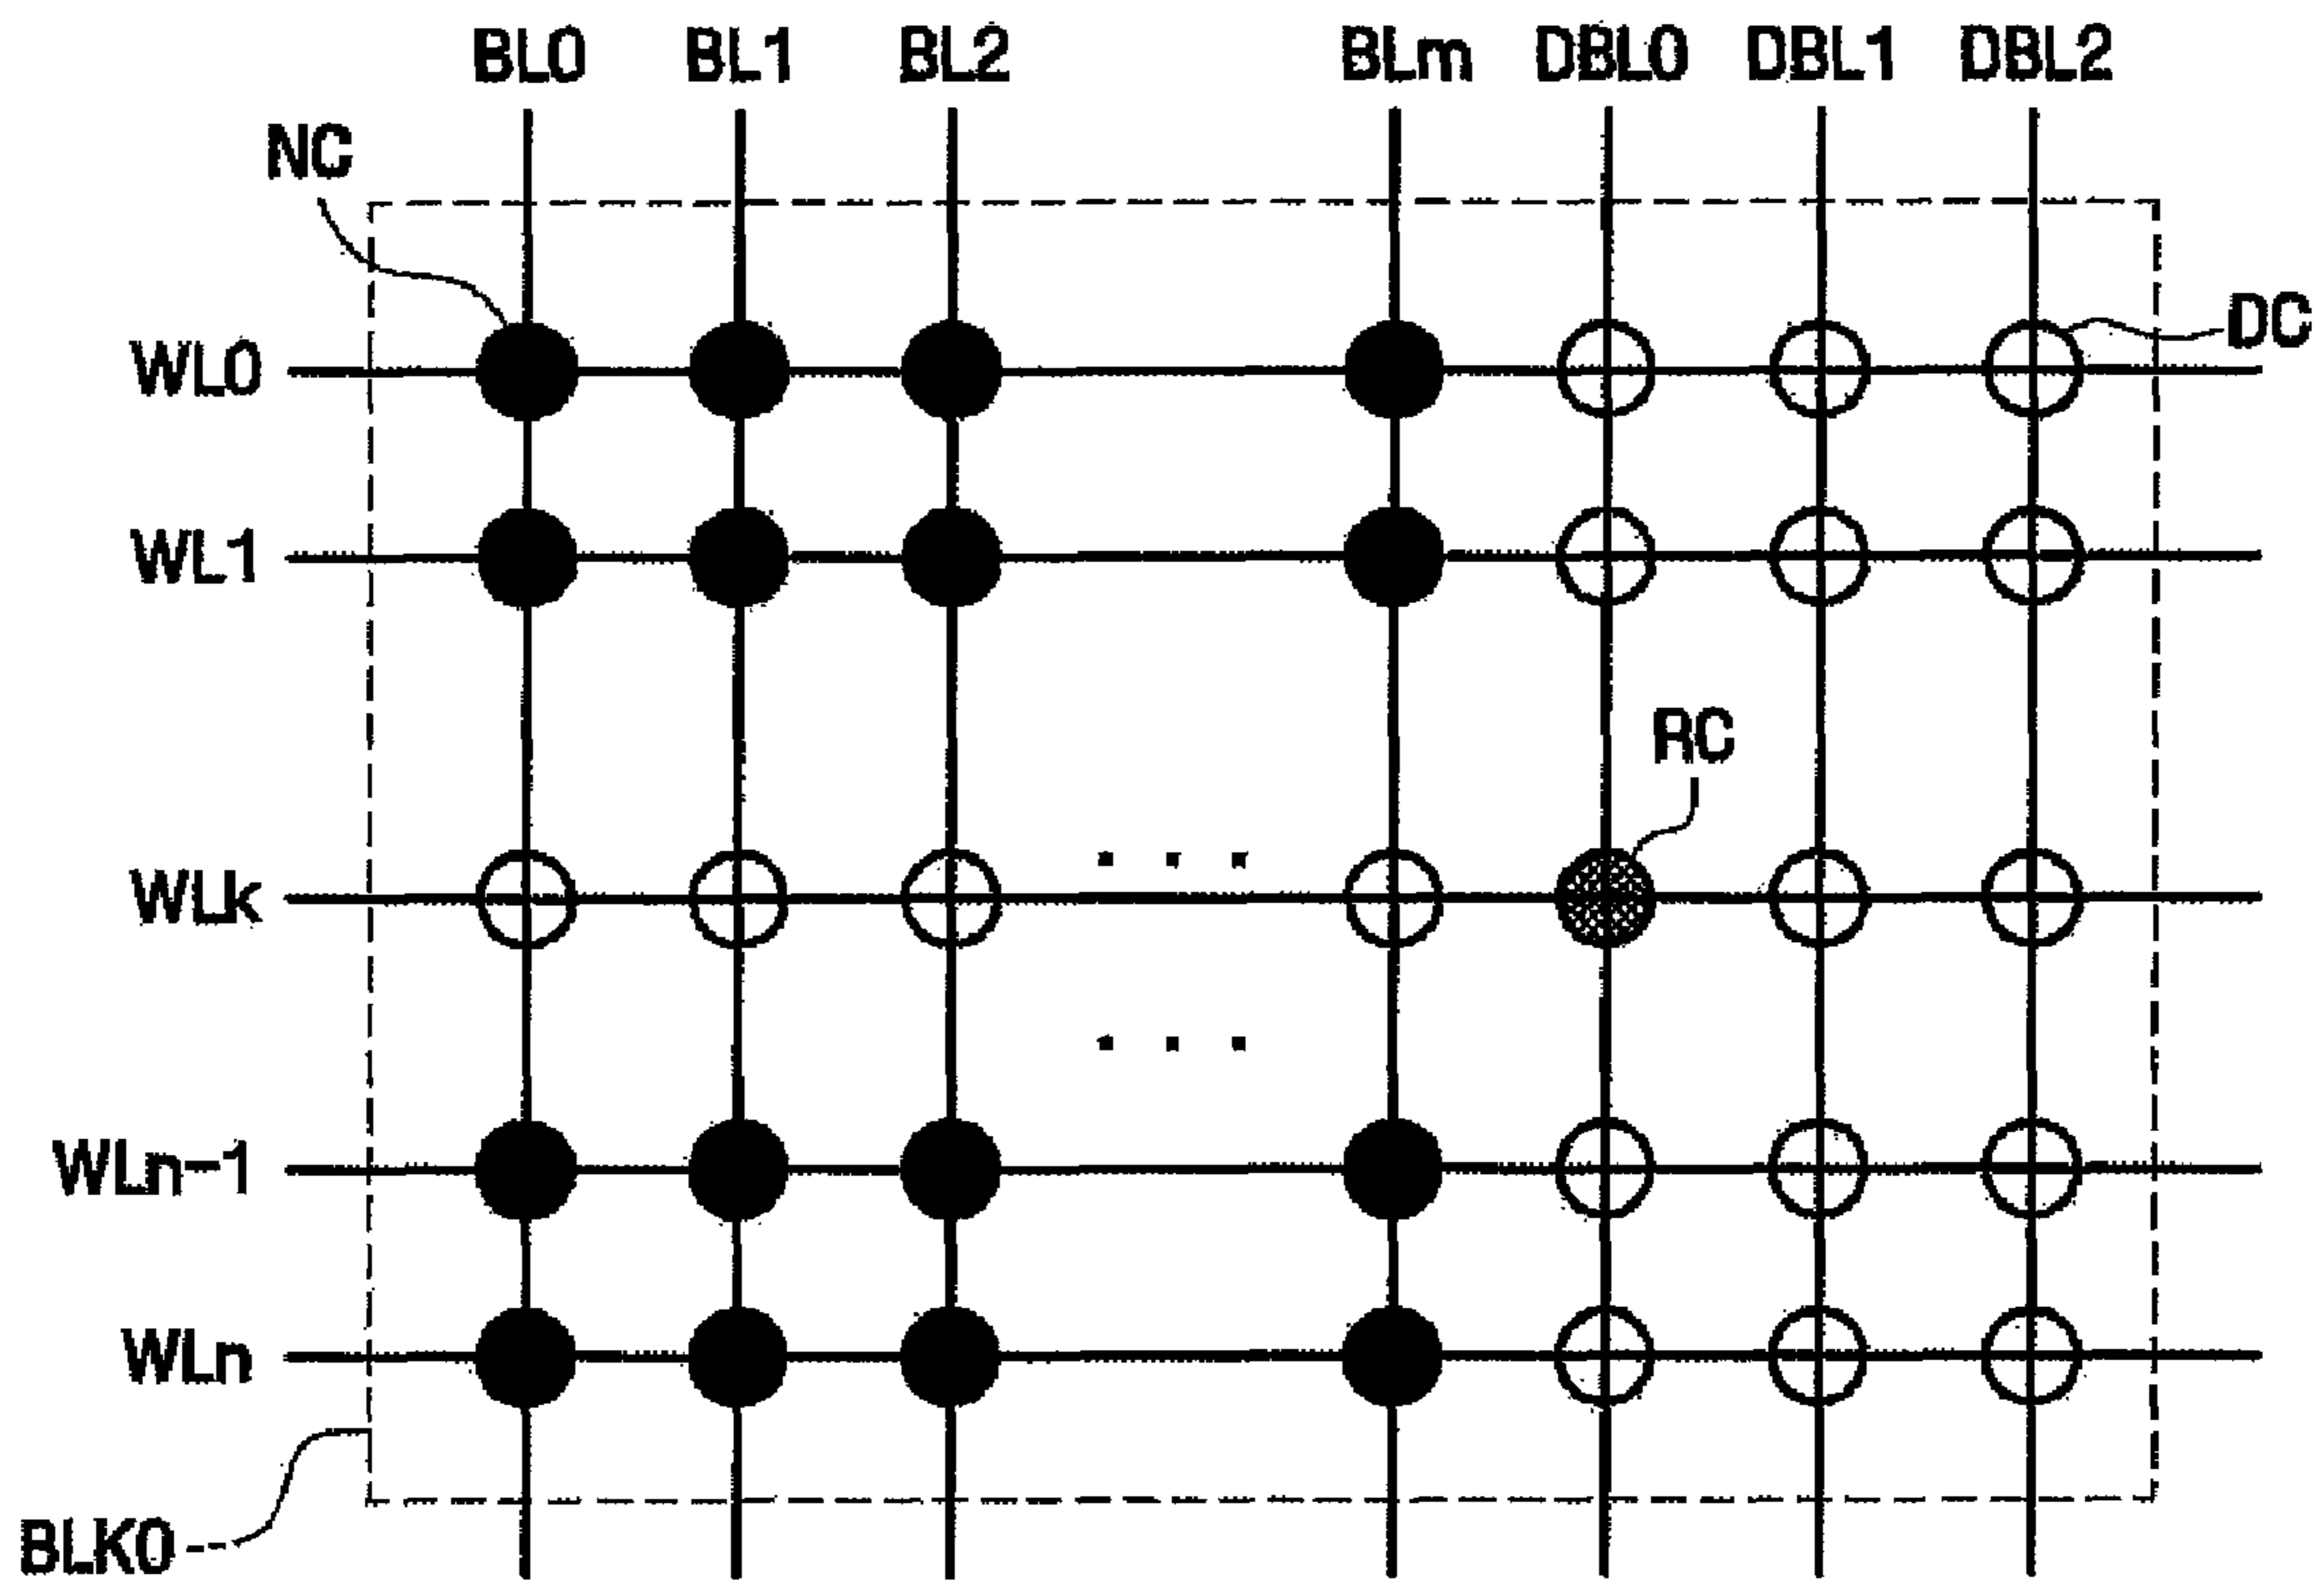 BL0 BL1 BL2 BLm DBL0 DBL1 DBL2
NC
DC
WL0
WL1
RC
WLk
WLn-1
WLn
BLK0